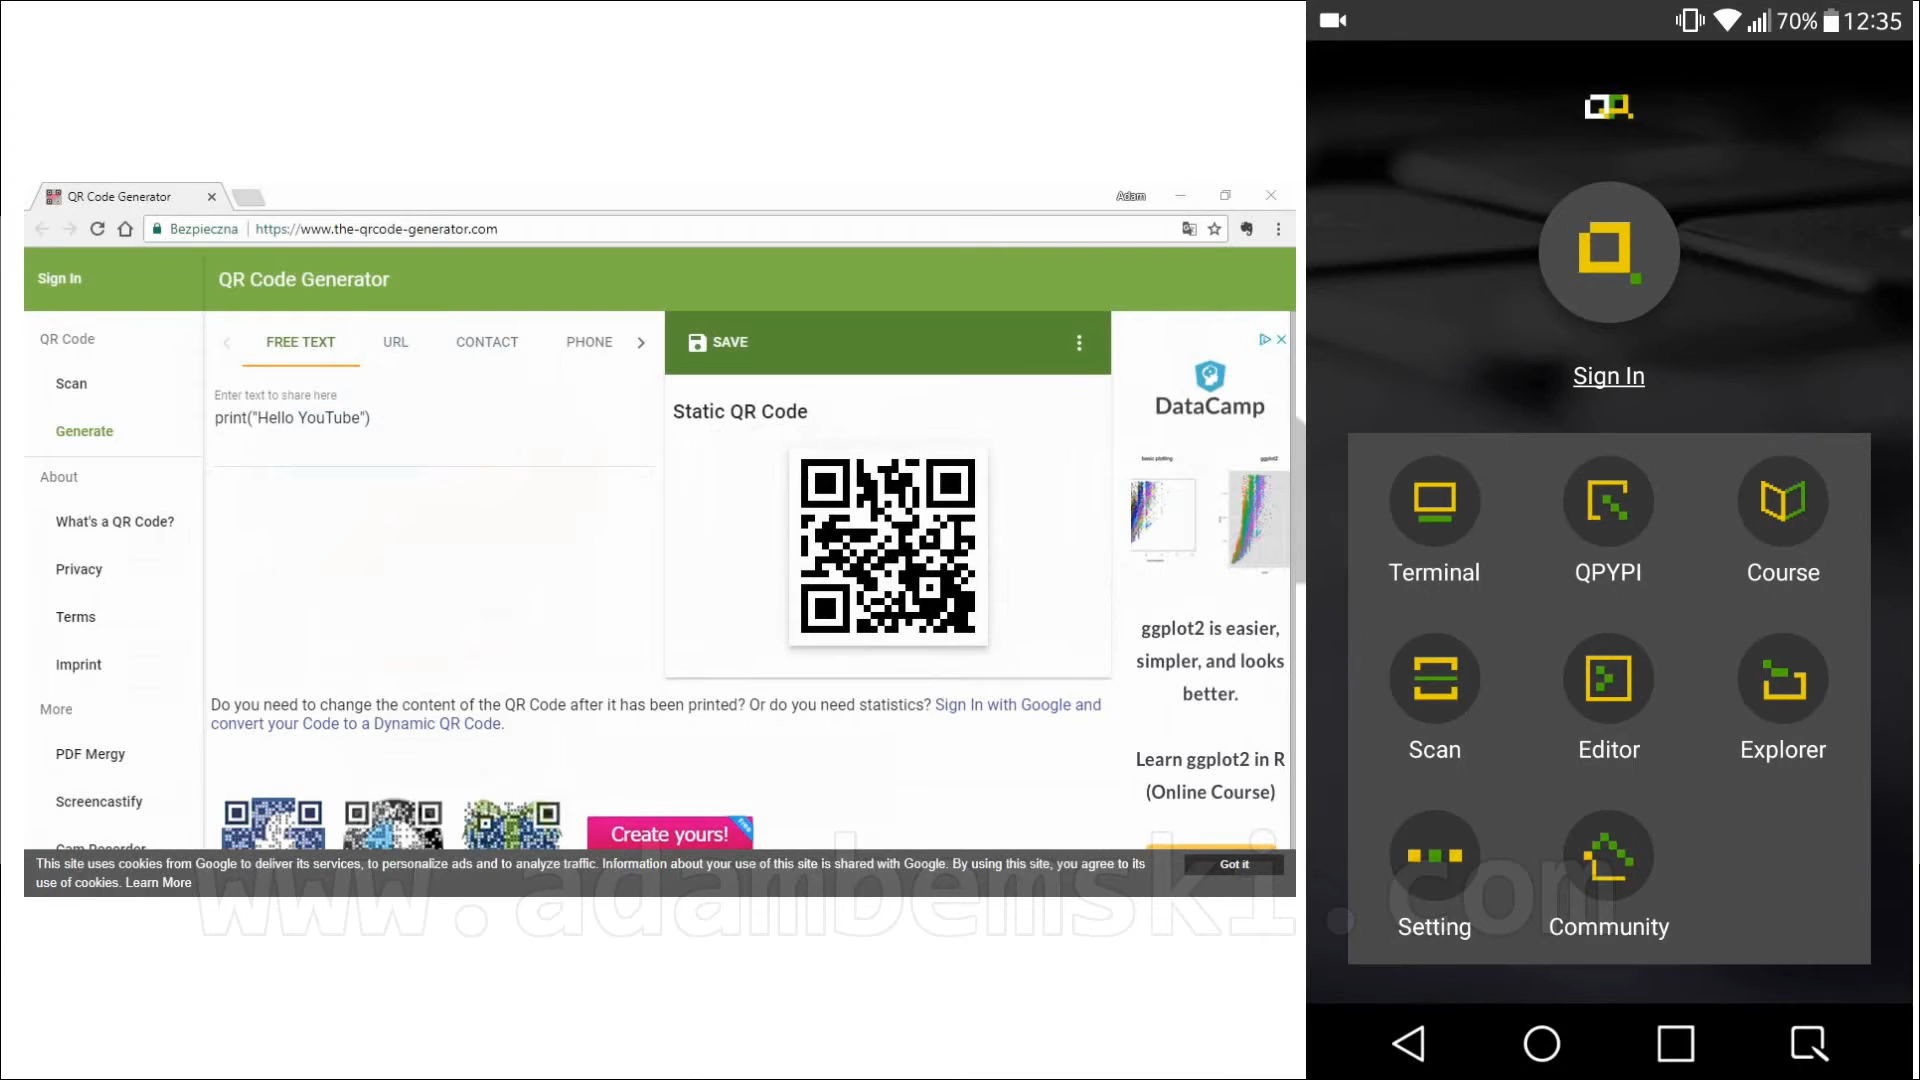 QR Code Generator
Adam
Bezpieczna
https://www.the-qrcode-generator.com
Sign In
QR Code Generator
QR Code
Scan
Generate
About
What's a QR Code?
Privacy
Terms
Imprint
More
PDF Mergy
Screencastify
Cam Recorder
FREE TEXT
URL
CONTACT
PHONE
Enter text to share here
print("Hello YouTube")
SAVE
Static QR Code
Do you need to change the content of the QR Code after it has been printed? Or do you need statistics? Sign In with Google and
convert your Code to a Dynamic QR Code.
Create yours!
Free
DataCamp
basic plotting
ggplot2
ggplot2 is easier,
simpler, and looks
better.
Learn ggplot2 in R
(Online Course)
This site uses cookies from Google to deliver its services, to personalize ads and to analyze traffic. Information about your use of this site is shared with Google. By using this site, you agree to its
use of cookies. Learn More
Got it
www.adambemski.com
70%
12:35
Sign In
Terminal
QPYPI
Course
Scan
Editor
Explorer
Setting
Community